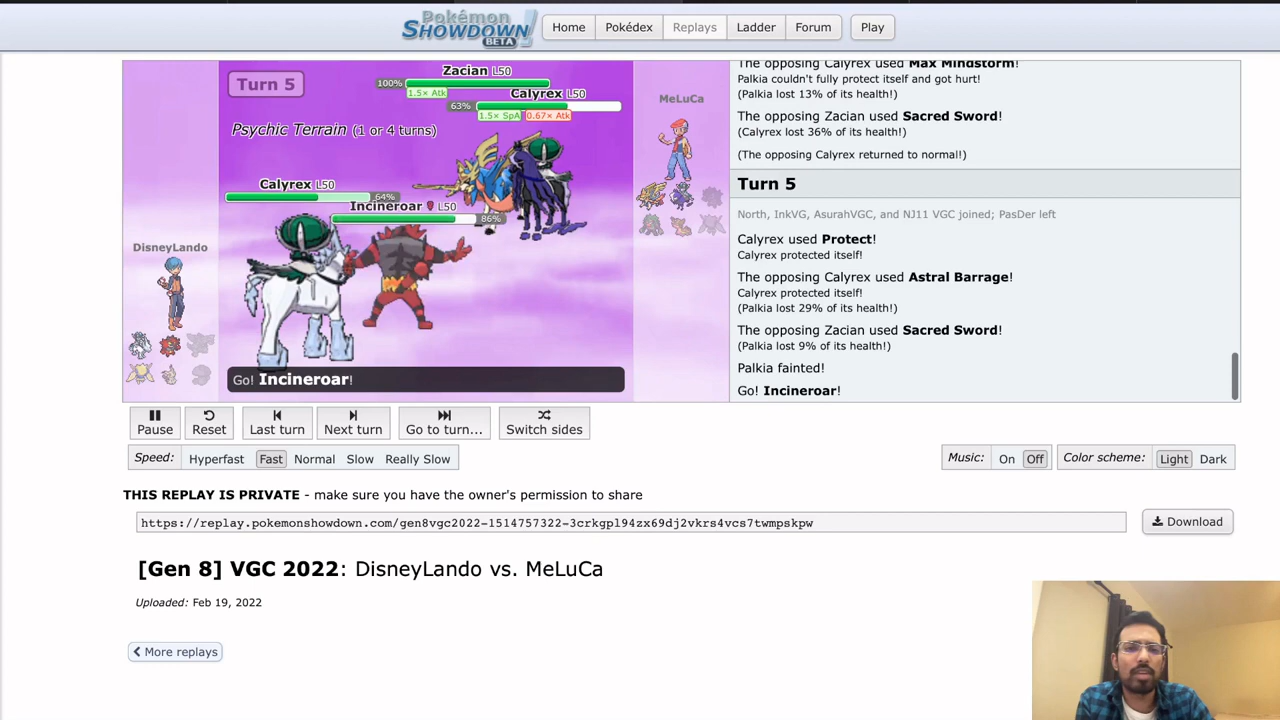 Pokémon
SHOWDOWN!
BETA
Home
Pokédex
Replays
Ladder
Forum
Play
Turn 5
Zacian L50
100%
1.5× Atk
Calyrex L50
63%
1.5× SpA
0.67× Atk
Psychic Terrain (1 or 4 turns)
Calyrex L50
64%
Incineroar L50
86%
DisneyLando
MeLuCa
Go! Incineroar!
The opposing Calyrex used Max Mindstorm!
Palkia couldn't fully protect itself and got hurt!
(Palkia lost 13% of its health!)
The opposing Zacian used Sacred Sword!
(Calyrex lost 36% of its health!)
(The opposing Calyrex returned to normal!)
Turn 5
North, InkVG, AsurahVGC, and NJ11 VGC joined; PasDer left
Calyrex used Protect!
Calyrex protected itself!
The opposing Calyrex used Astral Barrage!
Calyrex protected itself!
(Palkia lost 29% of its health!)
The opposing Zacian used Sacred Sword!
(Palkia lost 9% of its health!)
Palkia fainted!
Go! Incineroar!
Pause
Reset
Last turn
Next turn
Go to turn...
Switch sides
Speed:
Hyperfast
Fast
Normal
Slow
Really Slow
Music:
On
Off
Color scheme:
Light
Dark
THIS REPLAY IS PRIVATE - make sure you have the owner's permission to share
https://replay.pokemonshowdown.com/gen8vgc2022-1514757322-3crkgpl94zx69dj2vkrs4vcs7twmpskpw
Download
[Gen 8] VGC 2022: DisneyLando vs. MeLuCa
Uploaded: Feb 19, 2022
More replays